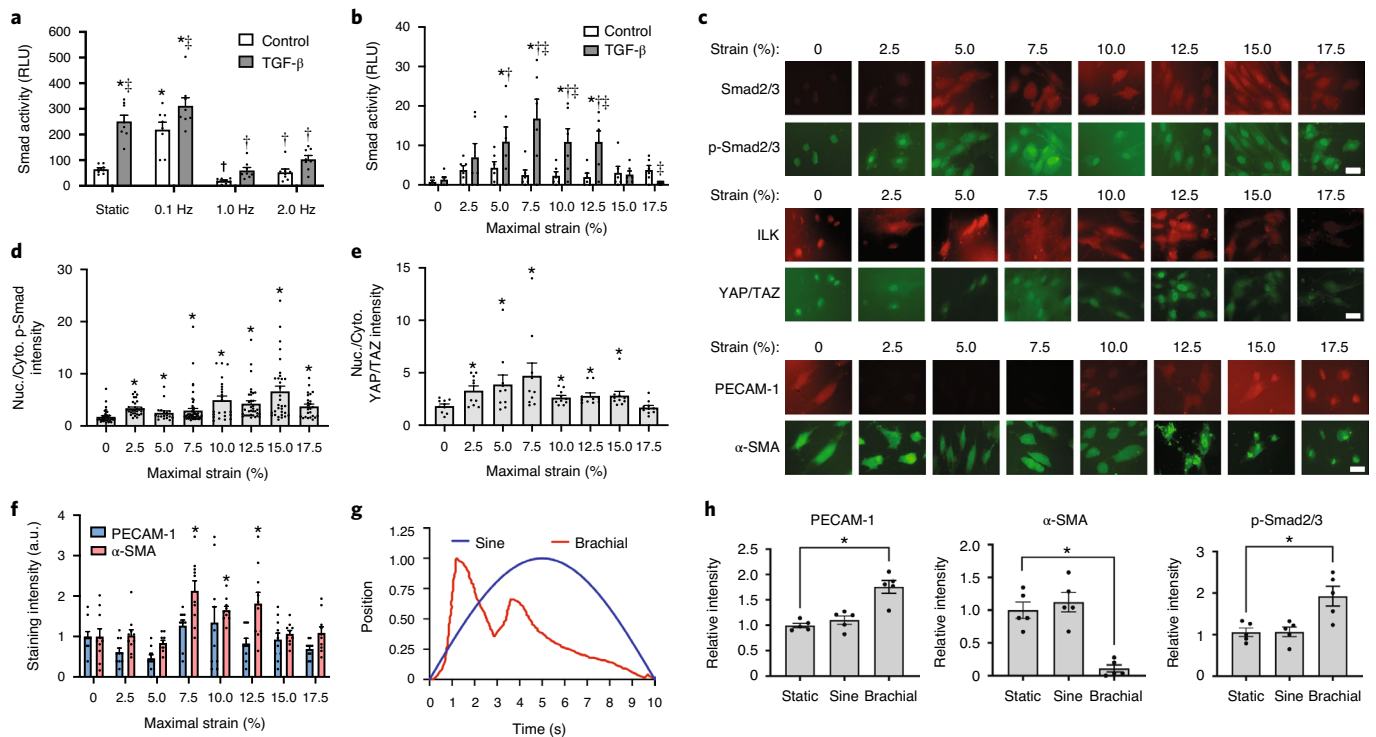 a
Smad activity (RLU)
600
500
400
300
200
100
0
Control
TGF-β
*‡
*
*‡
†
†
†
†
Static 0.1 Hz 1.0 Hz 2.0 Hz
b
Smad activity (RLU)
40
30
20
10
0
Control
TGF-β
*†
*†‡
*†‡
*†‡
‡
0 2.5 5.0 7.5 10.0 12.5 15.0 17.5
Maximal strain (%)
c
Strain (%): 0 2.5 5.0 7.5 10.0 12.5 15.0 17.5
Smad2/3
p-Smad2/3
Strain (%): 0 2.5 5.0 7.5 10.0 12.5 15.0 17.5
ILK
YAP/TAZ
Strain (%): 0 2.5 5.0 7.5 10.0 12.5 15.0 17.5
PECAM-1
α-SMA
d
Nuc./Cyto. p-Smad
intensity
30
20
10
0
* * * * * * *
0 2.5 5.0 7.5 10.0 12.5 15.0 17.5
Maximal strain (%)
e
Nuc./Cyto.
YAP/TAZ intensity
15
10
5
0
* * * * * *
0 2.5 5.0 7.5 10.0 12.5 15.0 17.5
Maximal strain (%)
f
Staining intensity (a.u.)
4
3
2
1
0
PECAM-1
α-SMA
* * *
0 2.5 5.0 7.5 10.0 12.5 15.0 17.5
Maximal strain (%)
g
Position
1.25
1.00
0.75
0.50
0.25
0
Sine Brachial
0 1 2 3 4 5 6 7 8 9 10
Time (s)
h
PECAM-1
Relative intensity
2.5
2.0
1.5
1.0
0.5
0
*
Static Sine Brachial
α-SMA
Relative intensity
2.0
1.5
1.0
0.5
0
*
Static Sine Brachial
p-Smad2/3
Relative intensity
3
2
1
0
*
Static Sine Brachial